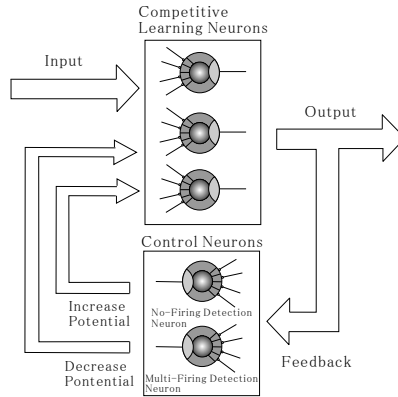 Competitive
Learning Neurons
Input
Output
Control Neurons
No-Firing Detection
Neuron
Increase
Potential
Multi-Firing Detection
Neuron
Decrease
Pontential
Feedback